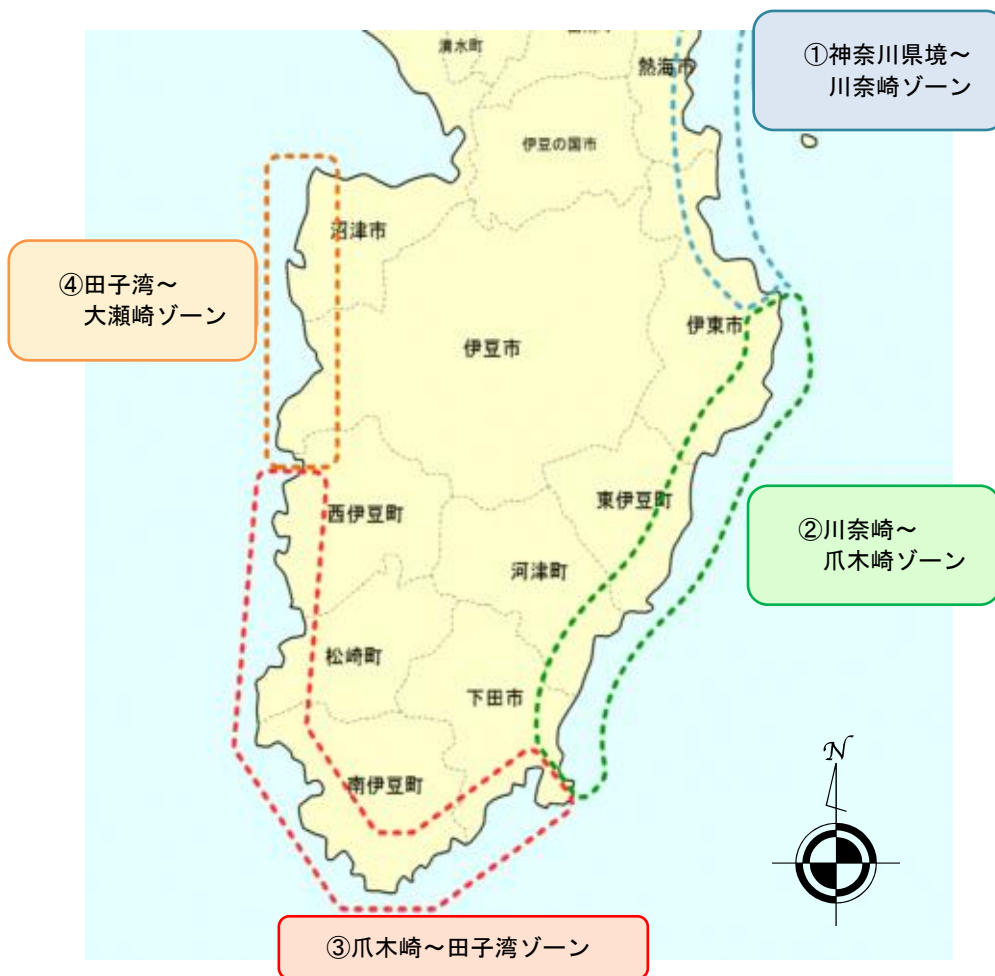 清水町
熱海市
①神奈川県境～
川奈崎ゾーン
伊豆の国市
沼津市
④田子湾～
大瀬崎ゾーン
伊東市
伊豆市
東伊豆町
西伊豆町
②川奈崎～
爪木崎ゾーン
河津町
松崎町
下田市
南伊豆町
N
③爪木崎～田子湾ゾーン